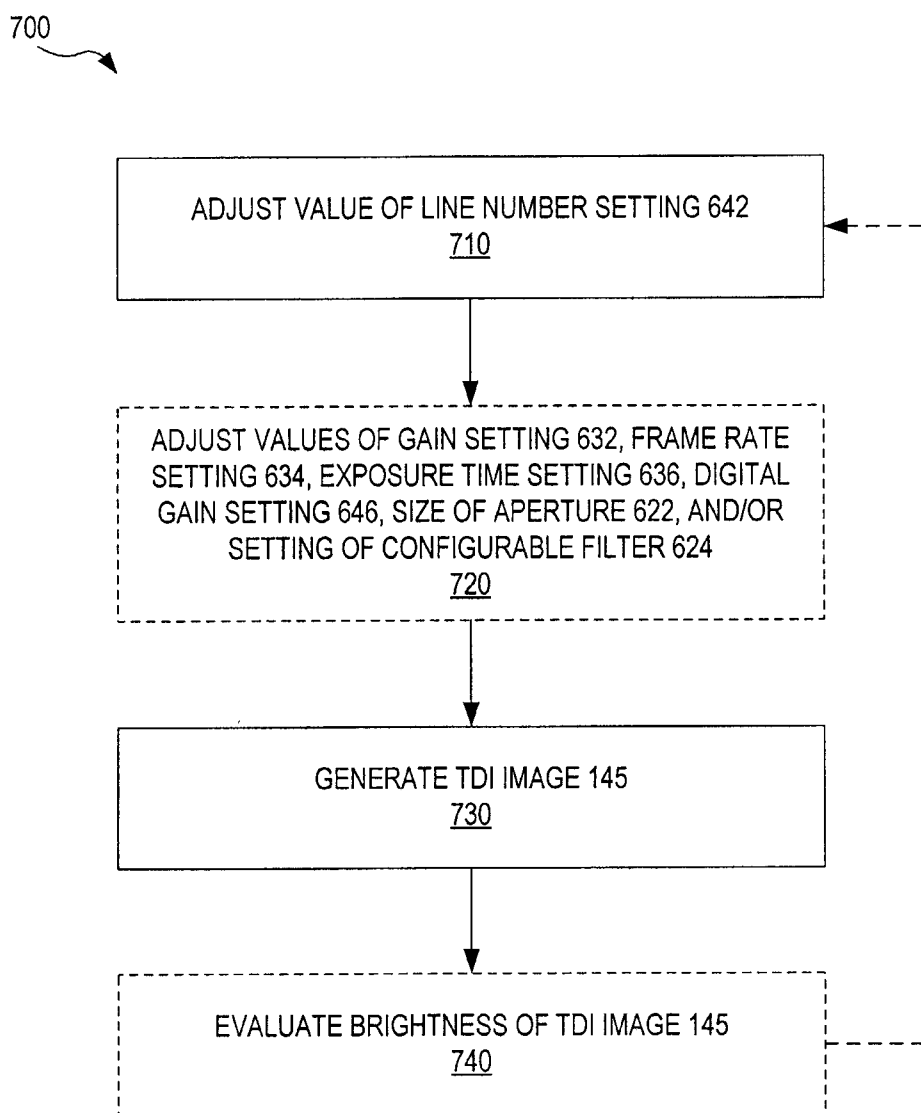 700
ADJUST VALUE OF LINE NUMBER SETTING 642
710
ADJUST VALUES OF GAIN SETTING 632, FRAME RATE
SETTING 634, EXPOSURE TIME SETTING 636, DIGITAL
GAIN SETTING 646, SIZE OF APERTURE 622, AND/OR
SETTING OF CONFIGURABLE FILTER 624
720
GENERATE TDI IMAGE 145
730
EVALUATE BRIGHTNESS OF TDI IMAGE 145
740